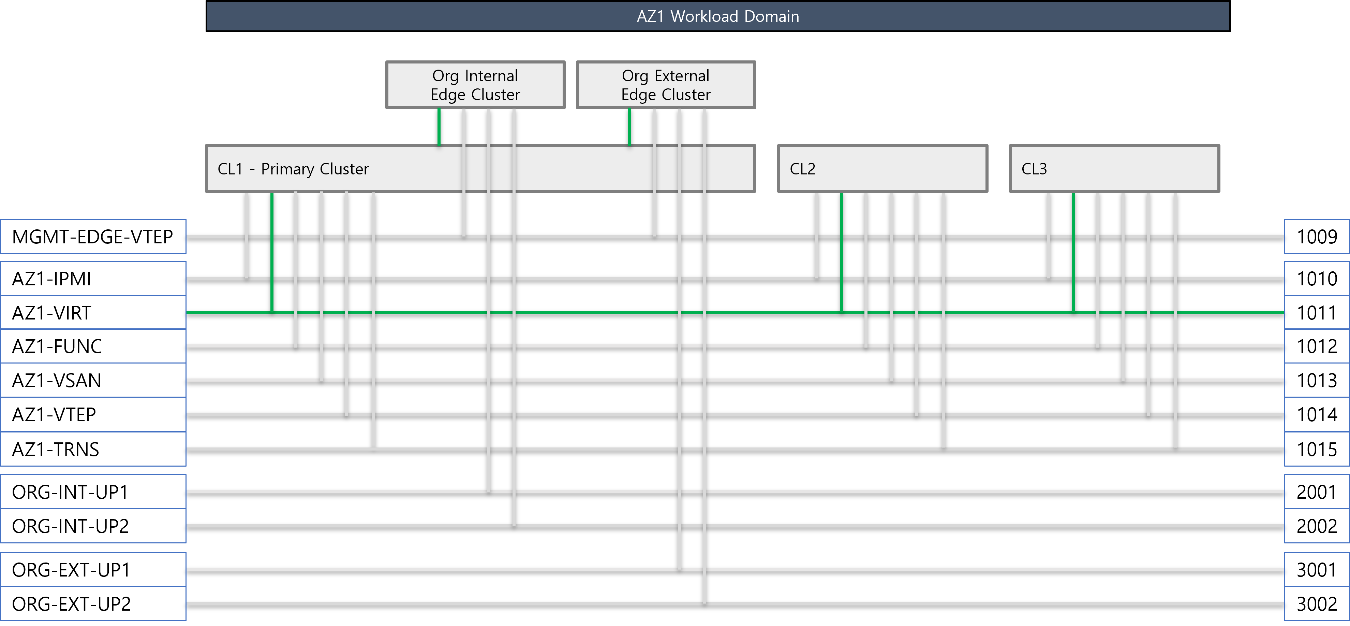 AZ1 Workload Domain
Org Internal
Edge Cluster
Org External
Edge Cluster
CL1 - Primary Cluster
CL2
CL3
MGMT-EDGE-VTEP
1009
AZ1-IPMI
1010
AZ1-VIRT
1011
AZ1-FUNC
1012
AZ1-VSAN
1013
AZ1-VTEP
1014
AZ1-TRNS
1015
ORG-INT-UP1
2001
ORG-INT-UP2
2002
ORG-EXT-UP1
3001
ORG-EXT-UP2
3002